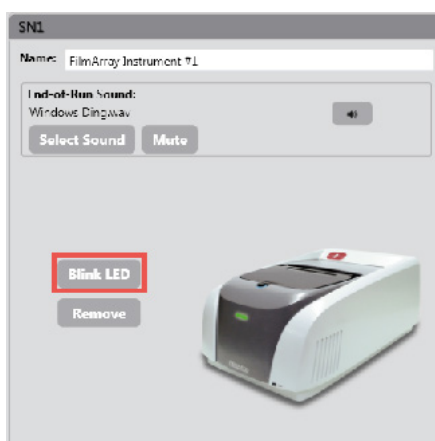 SN1
Name: FilmArray Instrument #1
End-of-Run Sound:
Windows Ding.wav
Select Sound Mute
Blink LED
Remove